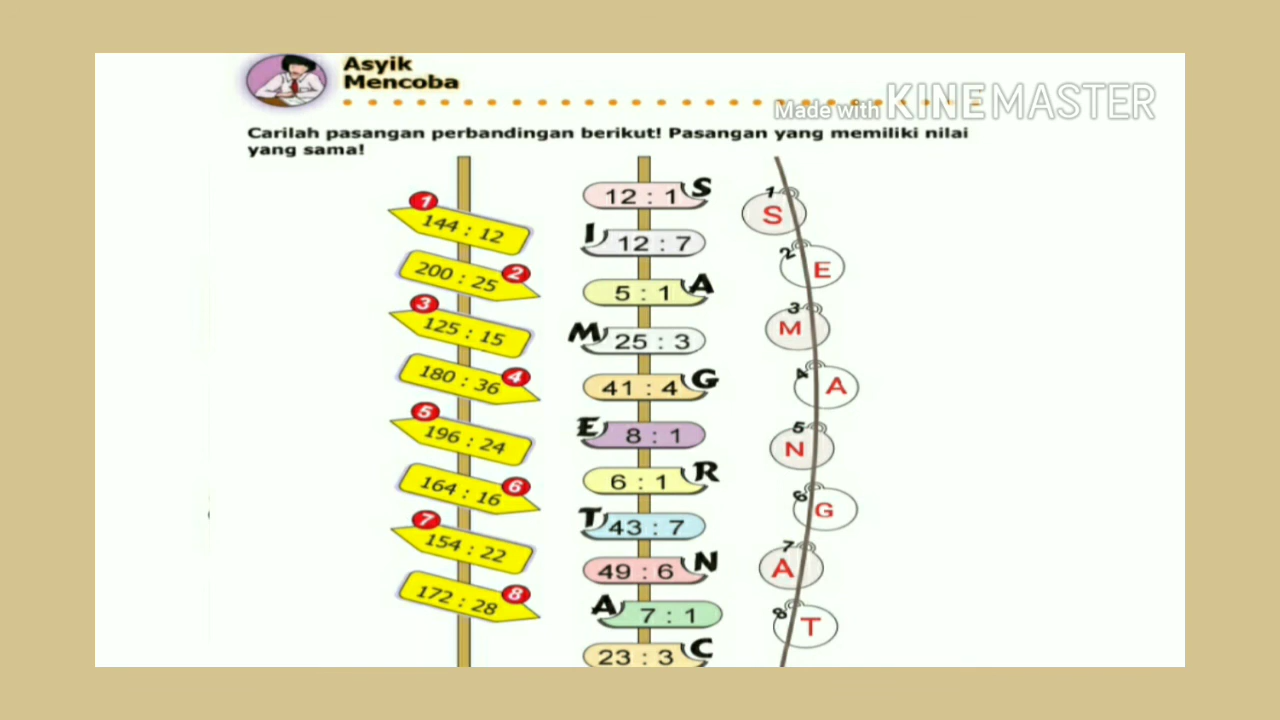 Asyik
Mencoba
Made with KINEMASTER
Carilah pasangan perbandingan berikut! Pasangan yang memiliki nilai
yang sama!
1
144 : 12
2
200 : 25
3
125 : 15
4
180 : 36
5
196 : 24
6
164 : 16
7
154 : 22
8
172 : 28
12 : 1 S
I 12 : 7
5 : 1 A
M 25 : 3
41 : 4 G
E 8 : 1
6 : 1 R
T 43 : 7
49 : 6 N
A 7 : 1
23 : 3 C
1
S
2
E
3
M
4
A
5
N
6
G
7
A
8
T